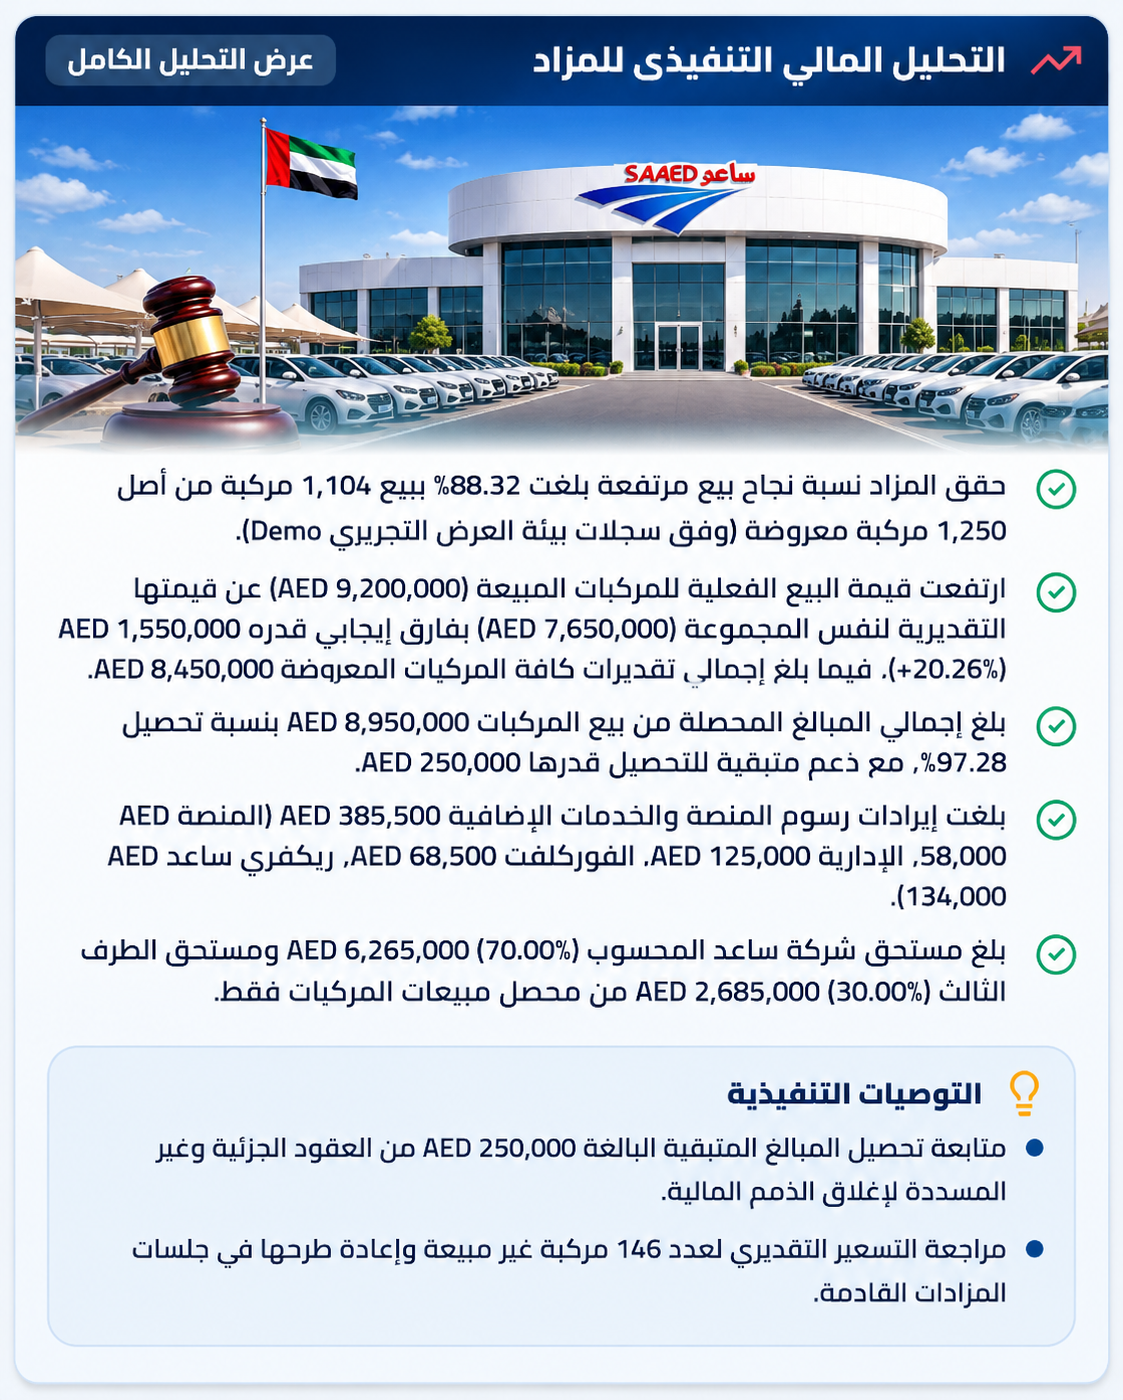 التحليل المالي التنفيذى للمزاد
عرض التحليل الكامل
SAAED ساعد
حقق المزاد نسبة نجاح بيع مرتفعة بلغت 88.32% ببيع 1,104 مركبة من أصل
1,250 مركبة معروضة (وفق سجلات بيئة العرض التجريري Demo).
ارتفعت قيمة البيع الفعلية للمركبات المبيعة (AED 9,200,000) عن قيمتها
التقديرية لنفس المجموعة (AED 7,650,000) بفارق إيجابي قدره AED 1,550,000
(+20.26%)، فيما بلغ إجمالي تقديرات كافة المركيات المعروضة AED 8,450,000.
بلغ إجمالي المبالغ المحصلة من بيع المركبات AED 8,950,000 بنسبة تحصيل
97.28%, مع ذعم متبقية للتحصيل قدرها AED 250,000.
بلغت إيرادات رسوم المنصة والخدمات الإضافية AED 385,500 (المنصة AED
58,000, الإدارية AED 125,000، الفوركلفت AED 68,500, ريكفري ساعد AED
134,000).
بلغ مستحق شركة ساعد المحسوب (70.00%) AED 6,265,000 ومستحق الطرف
الثالث (30.00%) AED 2,685,000 من محصل مبيعات المركيات فقط.
التوصيات التنفيذية
متابعة تحصيل المبالغ المتبقية البالغة AED 250,000 من العقود الجزئية وغير
المسددة لإغلاق الذمم المالية.
مراجعة التسعير التقديري لعدد 146 مركبة غير مبيعة وإعادة طرحها في جلسات
المزادات القادمة.